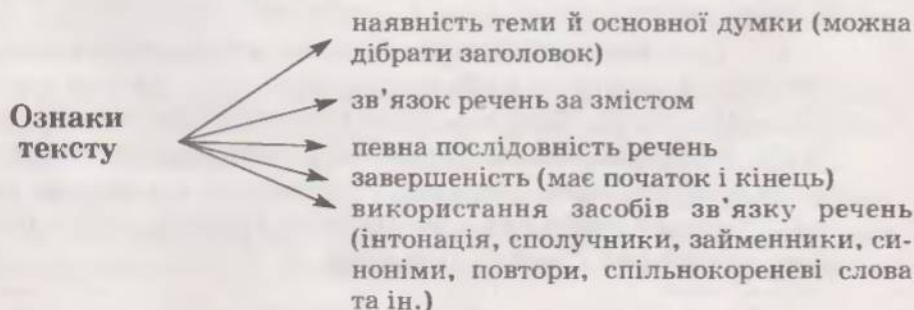 Ознаки
тексту
наявність теми й основної думки (можна
дібрати заголовок)
зв'язок речень за змістом
певна послідовність речень
завершеність (має початок і кінець)
використання засобів зв'язку речень
(інтонація, сполучники, займенники, си-
ноніми, повтори, спільнокореневі слова
та ін.)